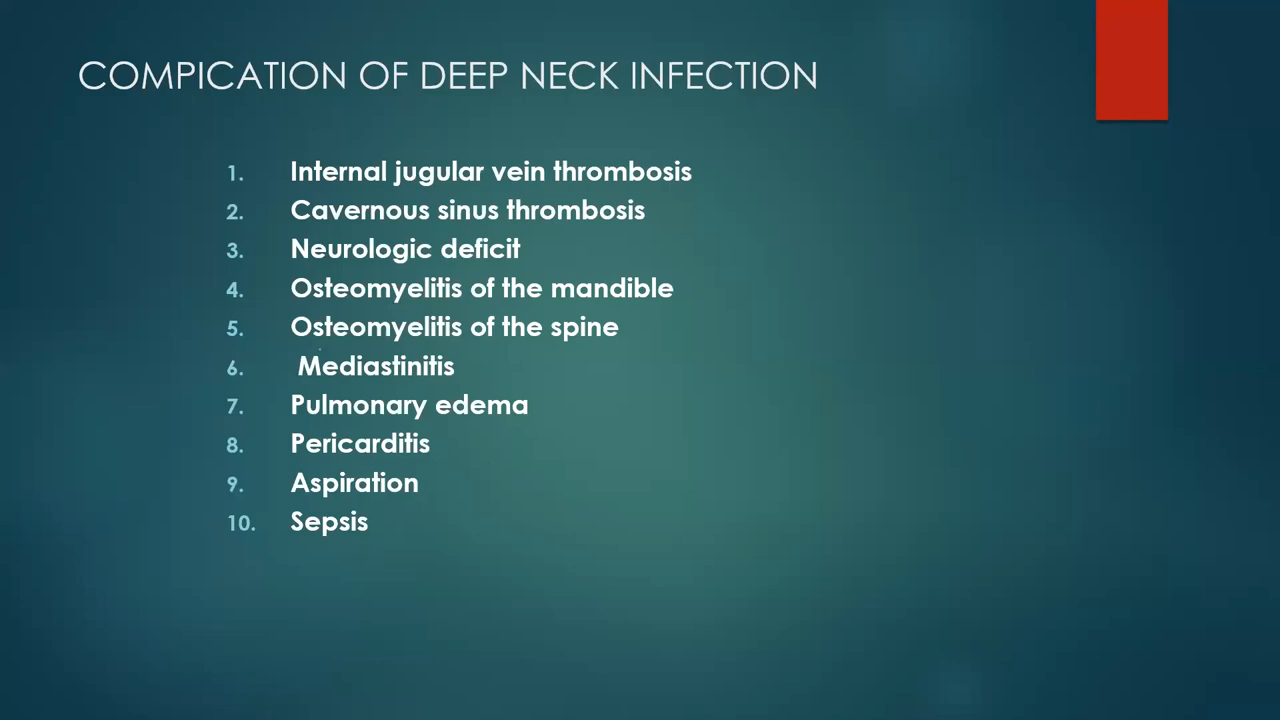 COMPICATION OF DEEP NECK INFECTION
1. Internal jugular vein thrombosis
2. Cavernous sinus thrombosis
3. Neurologic deficit
4. Osteomyelitis of the mandible
5. Osteomyelitis of the spine
6. Mediastinitis
7. Pulmonary edema
8. Pericarditis
9. Aspiration
10. Sepsis